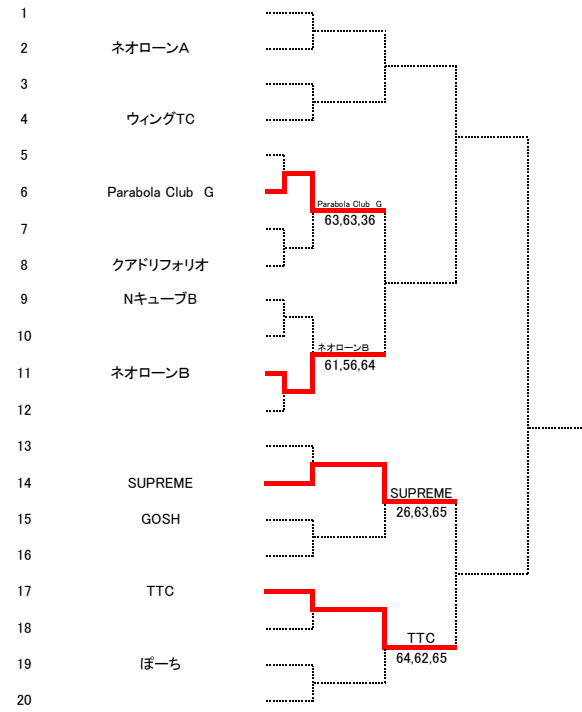 1
2 ネオローンA
3
4 ウィングTC
5
6 Parabola Club G
Parabola Club G
63,63,36
7
8 クアドリフォリオ
9 NキューブB
10
ネオローンB
61,56,64
11 ネオローンB
12
13
14 SUPREME
SUPREME
26,63,65
15 GOSH
16
17 TTC
18
TTC
64,62,65
19 ぽーち
20